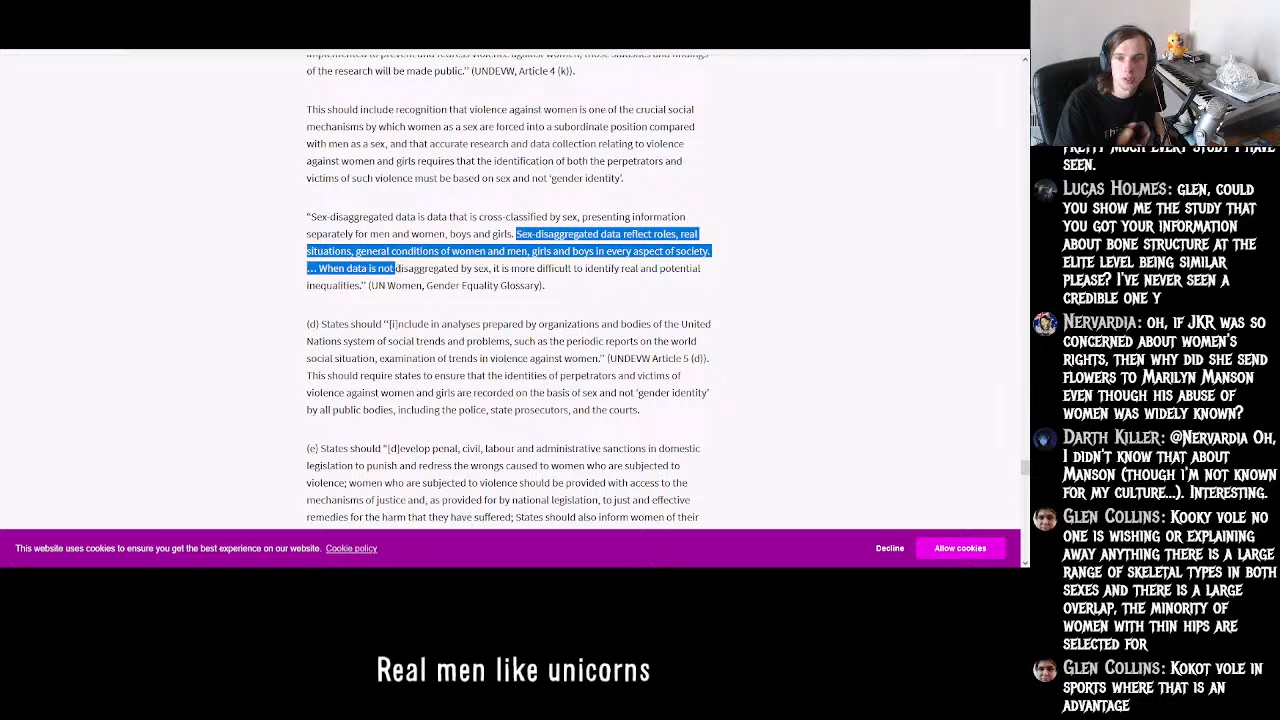 implemented to prevent and redress violence against women; those statistics and findings
of the research will be made public.” (UNDEVW, Article 4 (k)).
This should include recognition that violence against women is one of the crucial social
mechanisms by which women as a sex are forced into a subordinate position compared
with men as a sex, and that accurate research and data collection relating to violence
against women and girls requires that the identification of both the perpetrators and
victims of such violence must be based on sex and not ‘gender identity’.
“Sex-disaggregated data is data that is cross-classified by sex, presenting information
separately for men and women, boys and girls. Sex-disaggregated data reflect roles, real
situations, general conditions of women and men, girls and boys in every aspect of society.
… When data is not disaggregated by sex, it is more difficult to identify real and potential
inequalities.” (UN Women, Gender Equality Glossary).
(d) States should “[i]nclude in analyses prepared by organizations and bodies of the United
Nations system of social trends and problems, such as the periodic reports on the world
social situation, examination of trends in violence against women.” (UNDEVW Article 5 (d)).
This should require states to ensure that the identities of perpetrators and victims of
violence against women and girls are recorded on the basis of sex and not ‘gender identity’
by all public bodies, including the police, state prosecutors, and the courts.
(e) States should “[d]evelop penal, civil, labour and administrative sanctions in domestic
legislation to punish and redress the wrongs caused to women who are subjected to
violence; women who are subjected to violence should be provided with access to the
mechanisms of justice and, as provided for by national legislation, to just and effective
remedies for the harm that they have suffered; States should also inform women of their
This website uses cookies to ensure you get the best experience on our website. Cookie policy
Decline
Allow cookies
Real men like unicorns
PRETTY MUCH EVERY STUDY I HAVE
SEEN.
LUCAS HOLMES: GLEN, COULD
YOU SHOW ME THE STUDY THAT
YOU GOT YOUR INFORMATION
ABOUT BONE STRUCTURE AT THE
ELITE LEVEL BEING SIMILAR
PLEASE? I'VE NEVER SEEN A
CREDIBLE ONE Y
NERVARDIA: OH, IF JKR WAS SO
CONCERNED ABOUT WOMEN'S
RIGHTS, THEN WHY DID SHE SEND
FLOWERS TO MARILYN MANSON
EVEN THOUGH HIS ABUSE OF
WOMEN WAS WIDELY KNOWN?
DARTH KILLER: @NERVARDIA OH,
I DIDN'T KNOW THAT ABOUT
MANSON (THOUGH I'M NOT KNOWN
FOR MY CULTURE...). INTERESTING.
GLEN COLLINS: KOOKY VOLE NO
ONE IS WISHING OR EXPLAINING
AWAY ANYTHING THERE IS A LARGE
RANGE OF SKELETAL TYPES IN BOTH
SEXES AND THERE IS A LARGE
OVERLAP, THE MINORITY OF
WOMEN WITH THIN HIPS ARE
SELECTED FOR
GLEN COLLINS: KOKOT VOLE IN
SPORTS WHERE THAT IS AN
ADVANTAGE